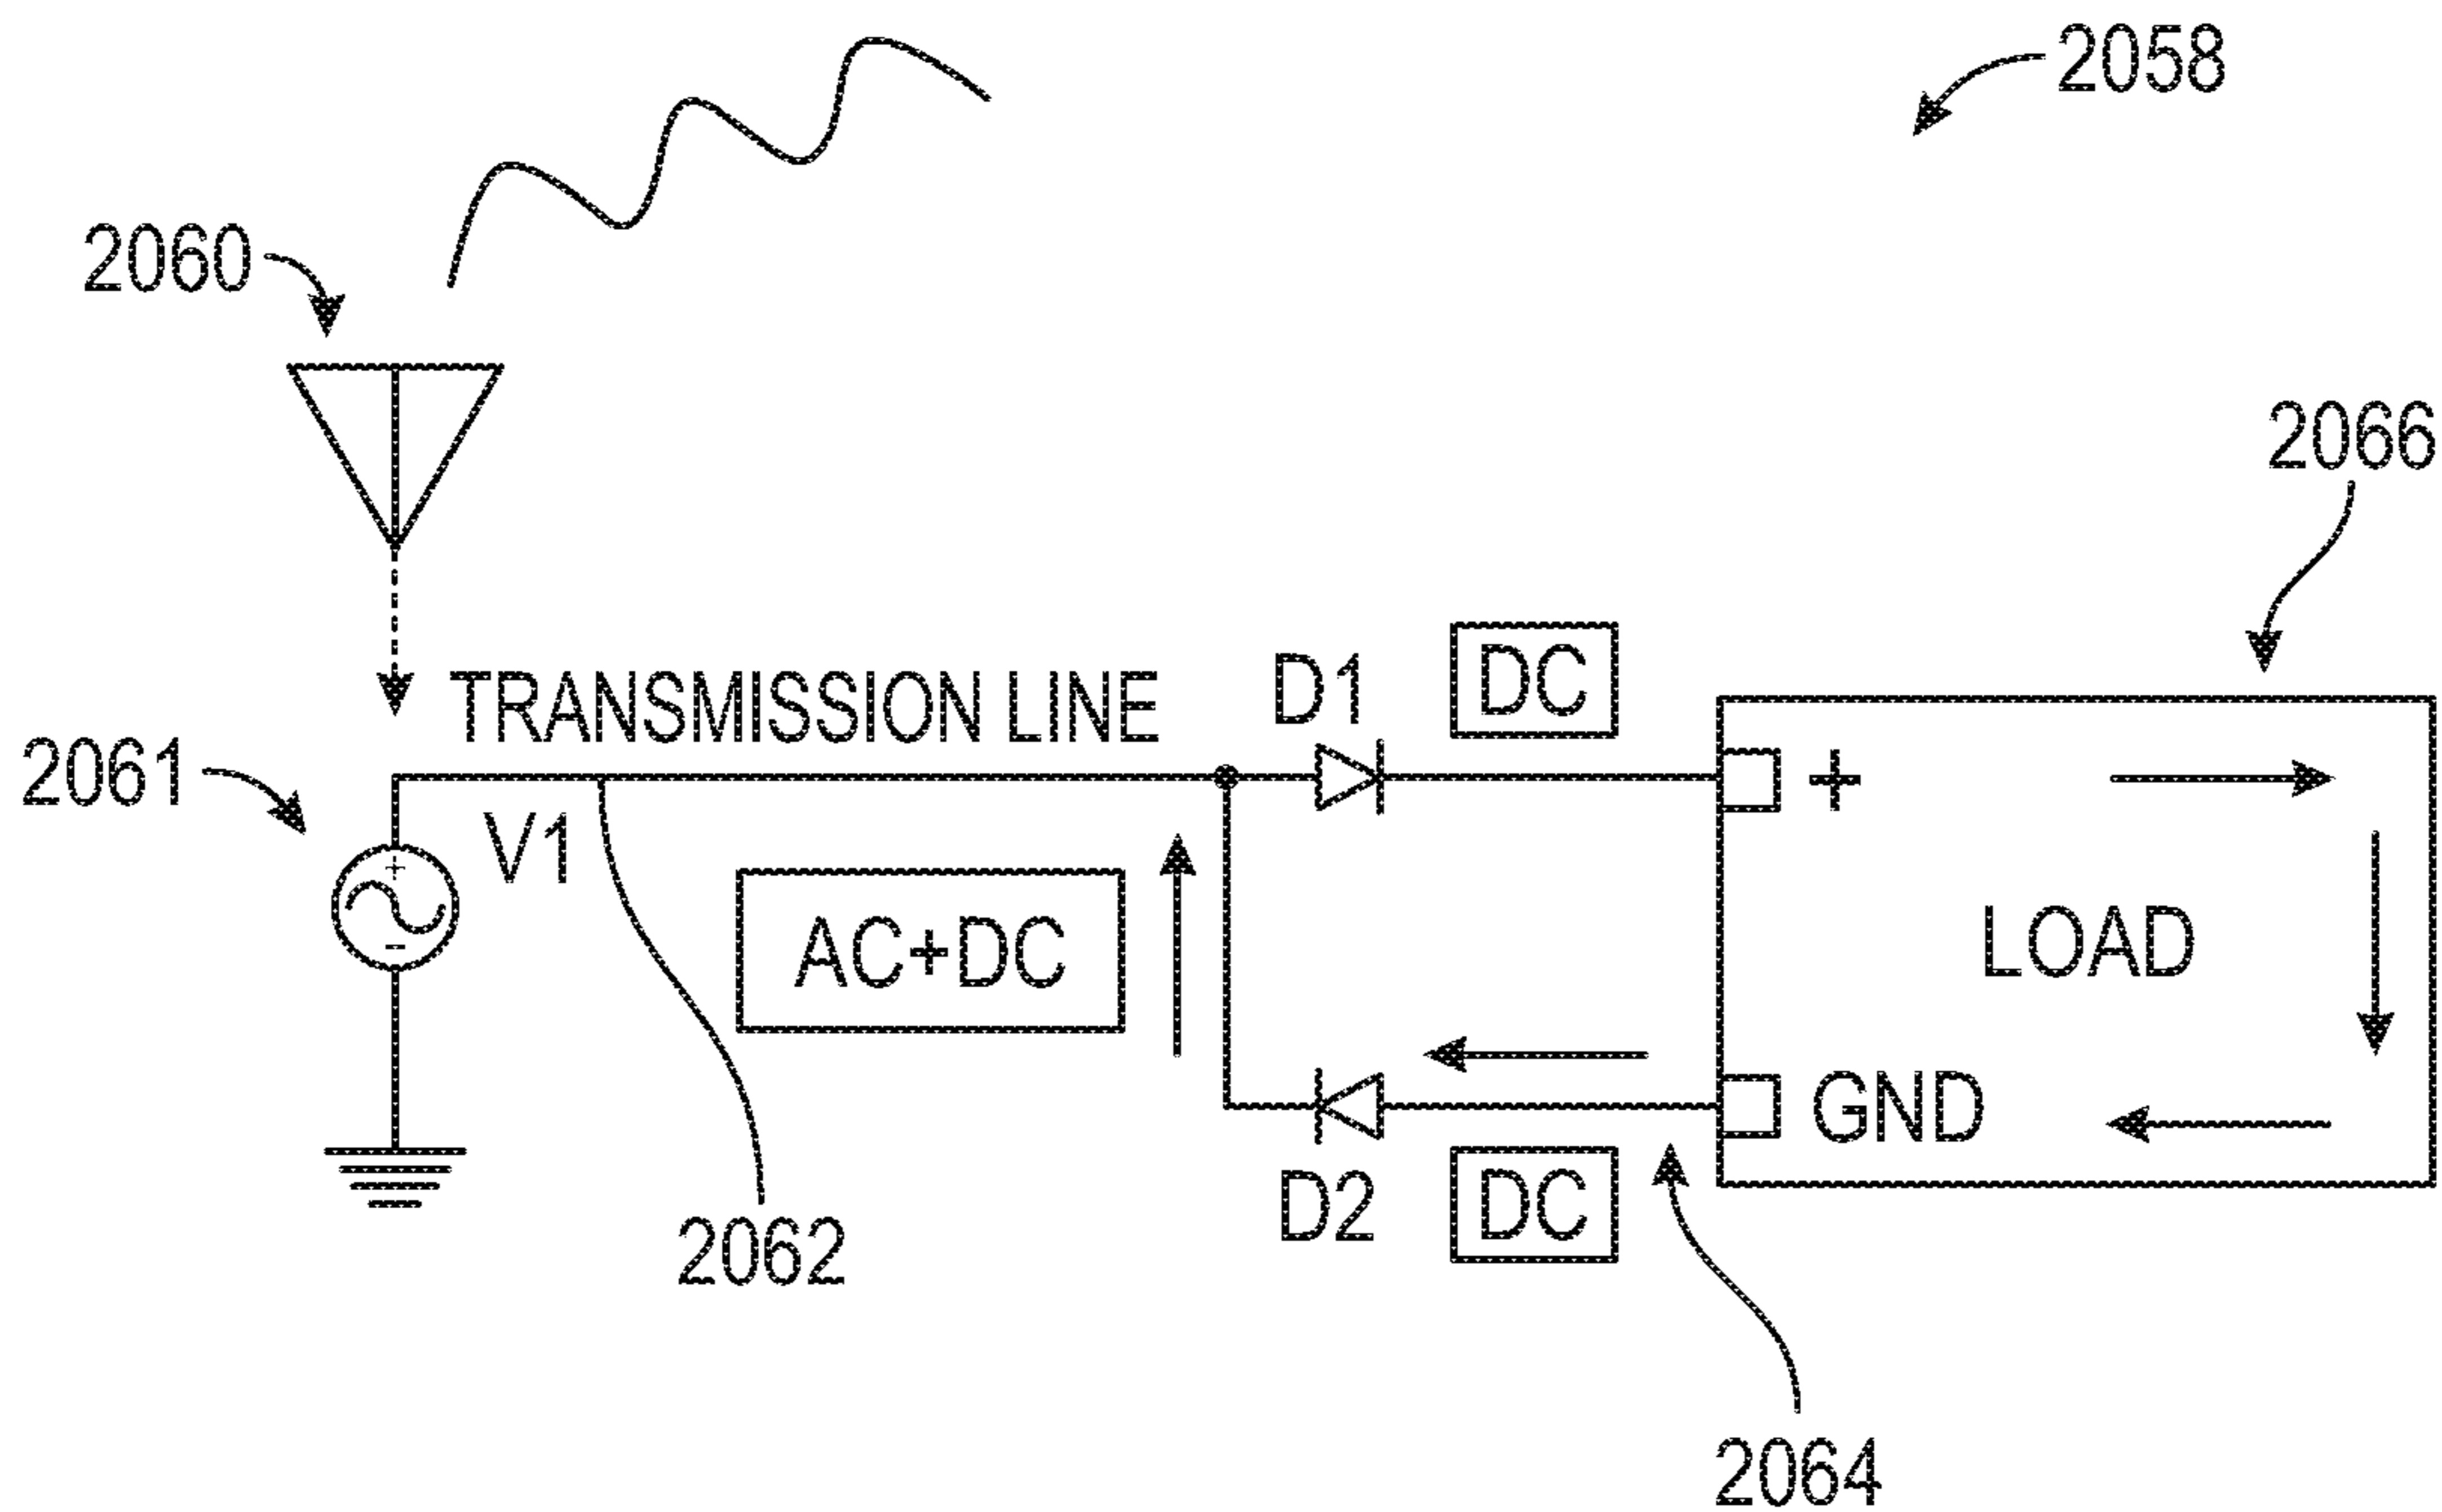 2058
2060
2066
TRANSMISSION LINE
D1
DC
2061
V1
+
+
-
AC+DC
LOAD
GND
D2
DC
2062
2064